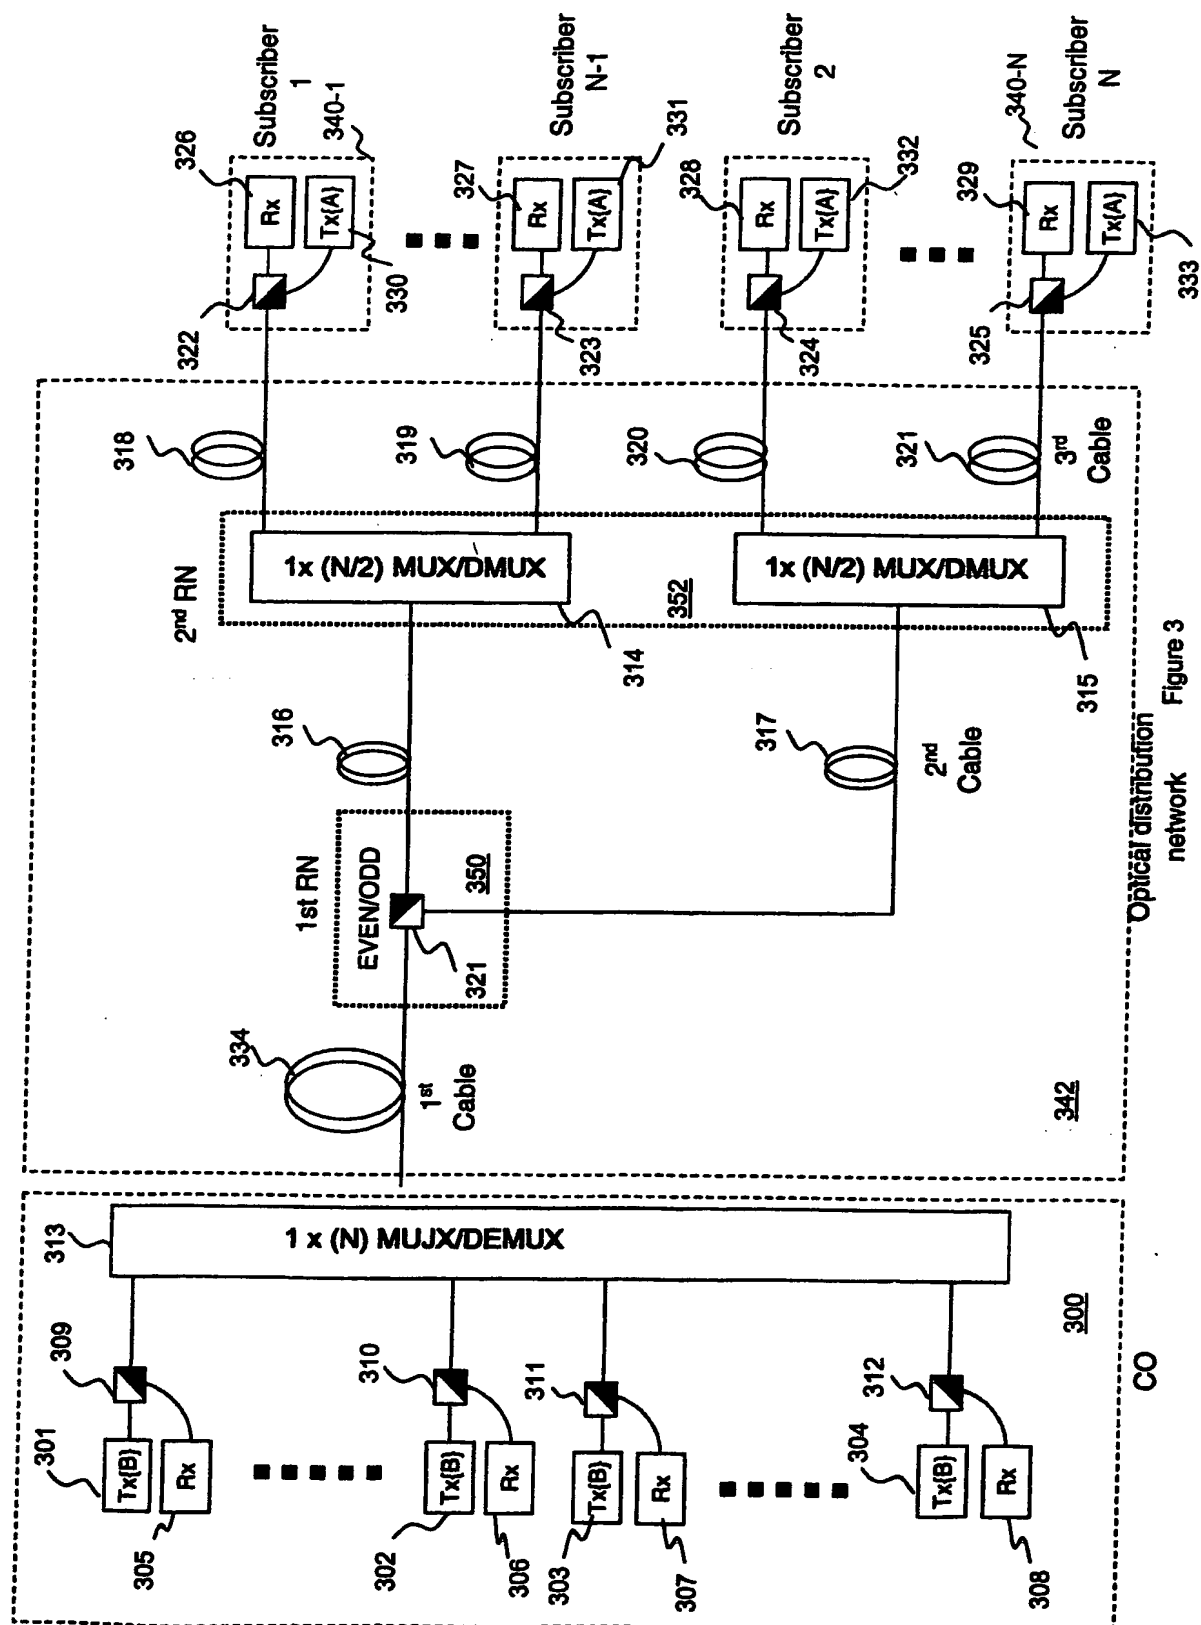 Subscriber
1
340-1
326
Rx
Tx{A}
322
330
Subscriber
N-1
331
327
Rx
Tx{A}
323
Subscriber
2
332
328
Rx
Tx{A}
324
340-N
Subscriber
N
329
Rx
Tx{A}
325
333
318
319
320
321
3rd
Cable
2nd RN
1x (N/2) MUX/DMUX
352
1x (N/2) MUX/DMUX
314
315
316
317
2nd
Cable
1st RN
EVEN/ODD
350
321
334
1st
Cable
342
Optical distribution
network
Figure 3
313
1 x (N) MUJX/DEMUX
309
310
311
312
300
CO
301
Tx{B}
Rx
305
302
Tx{B}
Rx
306
303
Tx{B}
Rx
307
304
Tx{B}
Rx
308